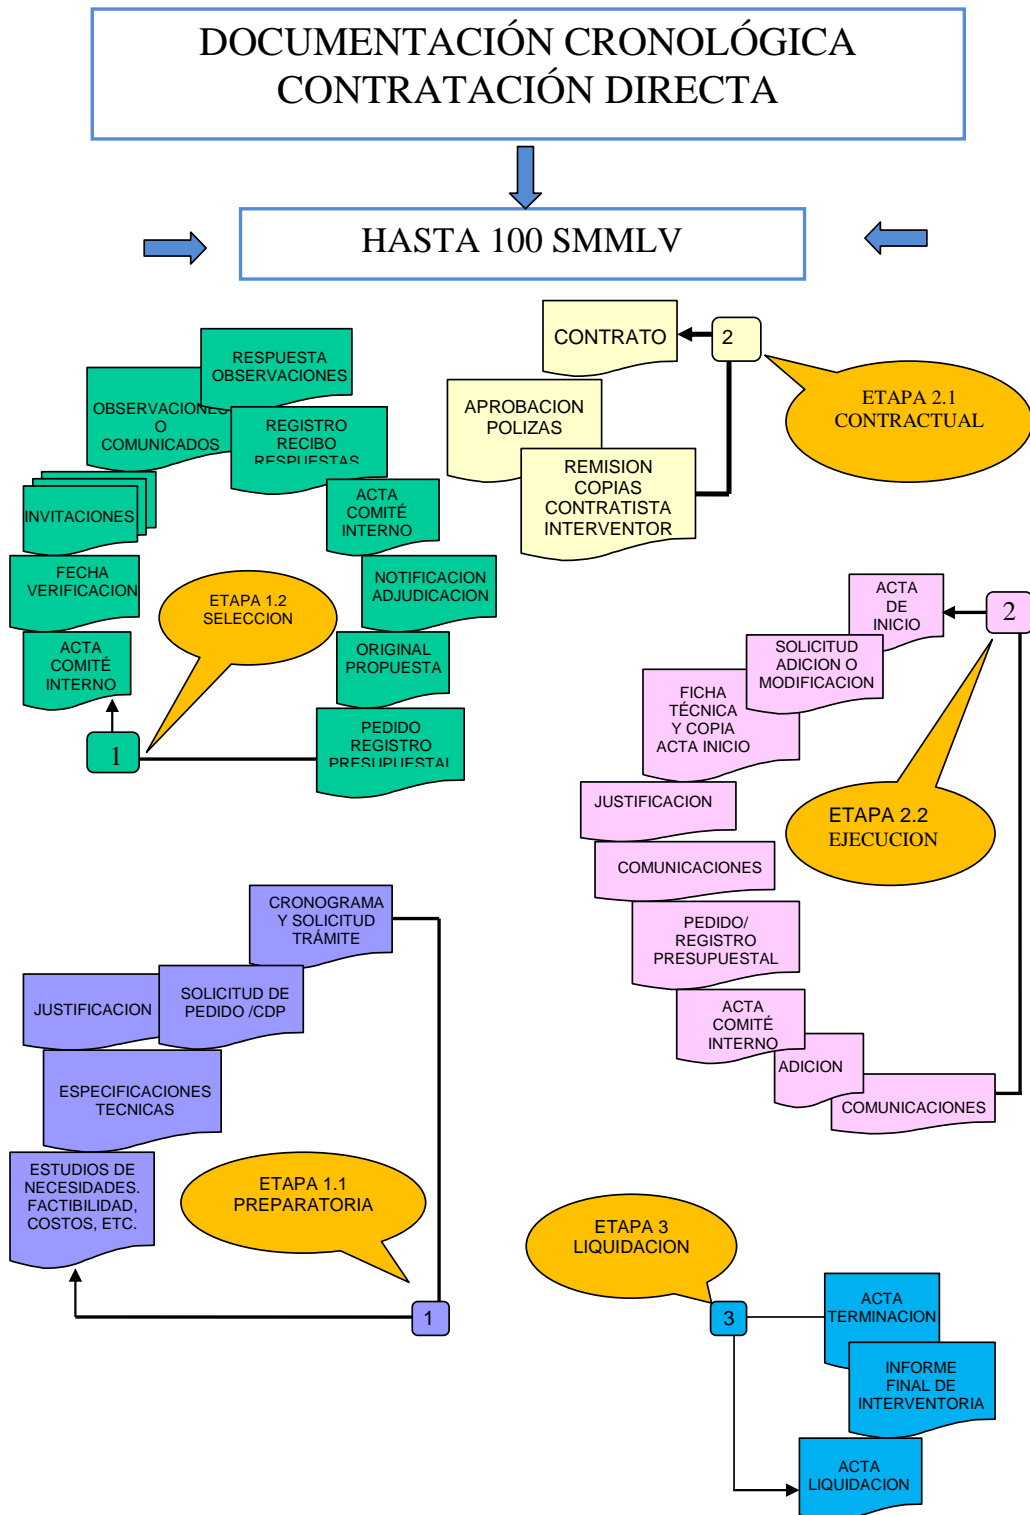 DOCUMENTACIÓN CRONOLÓGICA
CONTRATACIÓN DIRECTA
HASTA 100 SMMLV
RESPUESTA
OBSERVACIONES
OBSERVACIONES
O
COMUNICADOS
REGISTRO
RECIBO
RESPUESTAS
INVITACIONES
ACTA
COMITÉ
INTERNO
FECHA
VERIFICACION
NOTIFICACION
ADJUDICACION
ETAPA 1.2
SELECCION
ACTA
COMITÉ
INTERNO
ORIGINAL
PROPUESTA
1
PEDIDO
REGISTRO
PRESUPUESTAL
CONTRATO
2
APROBACION
POLIZAS
ETAPA 2.1
CONTRACTUAL
REMISION
COPIAS
CONTRATISTA
INTERVENTOR
ACTA
DE
INICIO
2
SOLICITUD
ADICION O
MODIFICACION
FICHA
TÉCNICA
Y COPIA
ACTA INICIO
JUSTIFICACION
ETAPA 2.2
EJECUCION
COMUNICACIONES
PEDIDO/
REGISTRO
PRESUPUESTAL
ACTA
COMITÉ
INTERNO
ADICION
COMUNICACIONES
CRONOGRAMA
Y SOLICITUD
TRÁMITE
JUSTIFICACION
SOLICITUD DE
PEDIDO /CDP
ESPECIFICACIONES
TECNICAS
ESTUDIOS DE
NECESIDADES.
FACTIBILIDAD,
COSTOS, ETC.
ETAPA 1.1
PREPARATORIA
1
ETAPA 3
LIQUIDACION
3
ACTA
TERMINACION
INFORME
FINAL DE
INTERVENTORIA
ACTA
LIQUIDACION